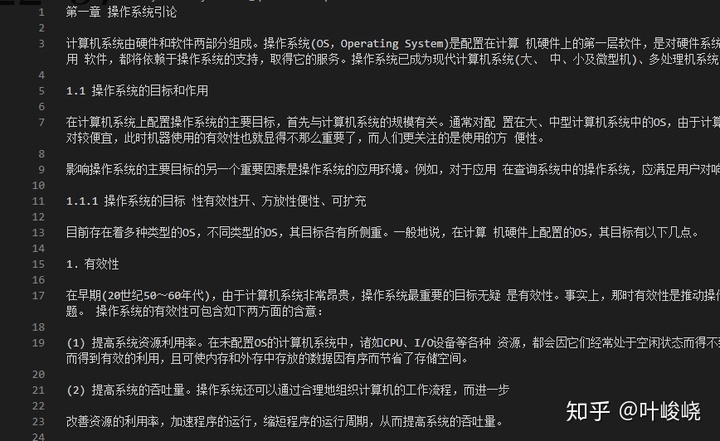 1 第一章 操作系统引论
2
3 计算机系统由硬件和软件两部分组成。操作系统(OS，Operating System)是配置在计算 机硬件上的第一层软件，是对硬件系统
用 软件，都将依赖于操作系统的支持，取得它的服务。操作系统已成为现代计算机系统(大、 中、小及微型机)、多处理机系统
4
5 1.1 操作系统的目标和作用
6
7 在计算机系统上配置操作系统的主要目标，首先与计算机系统的规模有关。通常对配 置在大、中型计算机系统中的OS，由于计算
对较便宜，此时机器使用的有效性也就显得不那么重要了，而人们更关注的是使用的方 便性。
8
9 影响操作系统的主要目标的另一个重要因素是操作系统的应用环境。例如，对于应用 在查询系统中的操作系统，应满足用户对响
10
11 1.1.1 操作系统的目标 性有效性开、方放性便性、可扩充
12
13 目前存在着多种类型的OS，不同类型的OS，其目标各有所侧重。一般地说，在计算 机硬件上配置的OS，其目标有以下几点。
14
15 1．有效性
16
17 在早期(20世纪50～60年代)，由于计算机系统非常昂贵，操作系统最重要的目标无疑 是有效性。事实上，那时有效性是推动操作
题。 操作系统的有效性可包含如下两方面的含意：
18
19 (1) 提高系统资源利用率。在未配置OS的计算机系统中，诸如CPU、I/O设备等各种 资源，都会因它们经常处于空闲状态而得不到
而得到有效的利用，且可使内存和外存中存放的数据因有序而节省了存储空间。
20
21 (2) 提高系统的吞吐量。操作系统还可以通过合理地组织计算机的工作流程，而进一步
22
23 改善资源的利用率，加速程序的运行，缩短程序的运行周期，从而提高系统的吞吐量。
24
知乎 @叶峻峣